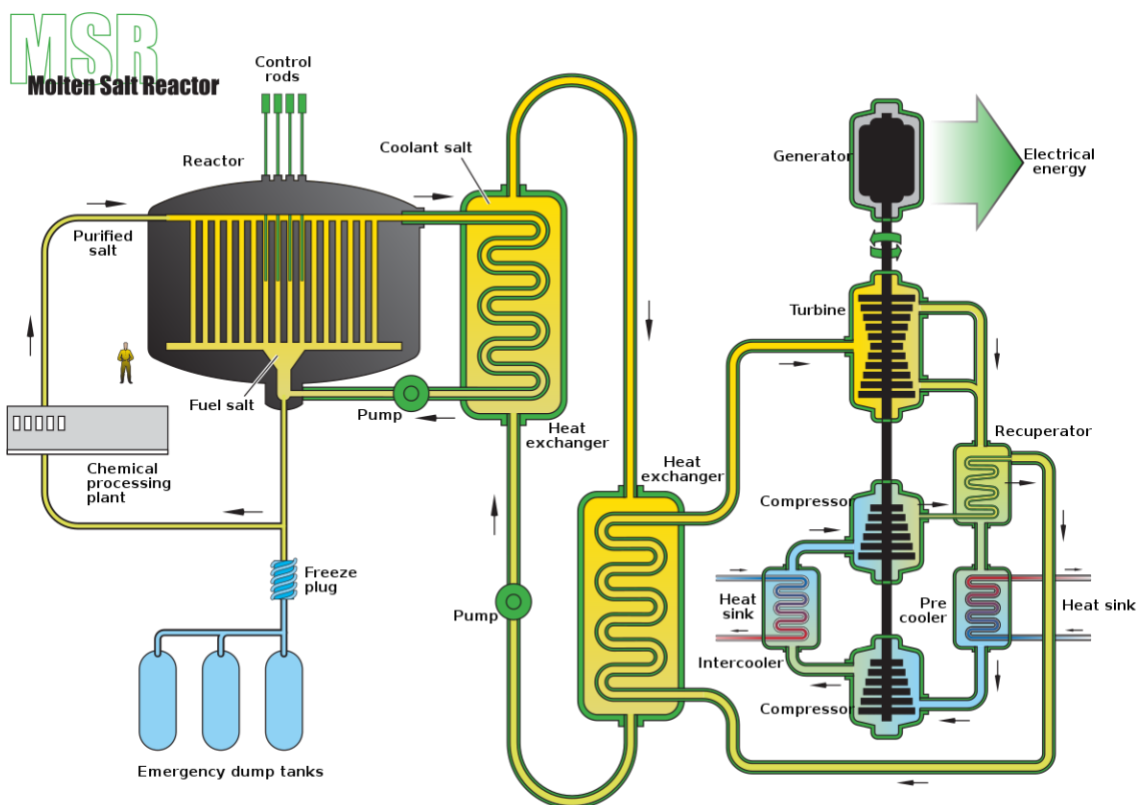 MSR
Molten Salt Reactor
Control
rods
Coolant salt
Reactor
Generator
Electrical
energy
Purified
salt
Turbine
Fuel salt
Pump
Heat
exchanger
Recuperator
Chemical
processing
plant
Heat
exchanger
Compressor
Freeze
plug
Pump
Heat
sink
Pre
cooler
Heat sink
Intercooler
Compressor
Emergency dump tanks